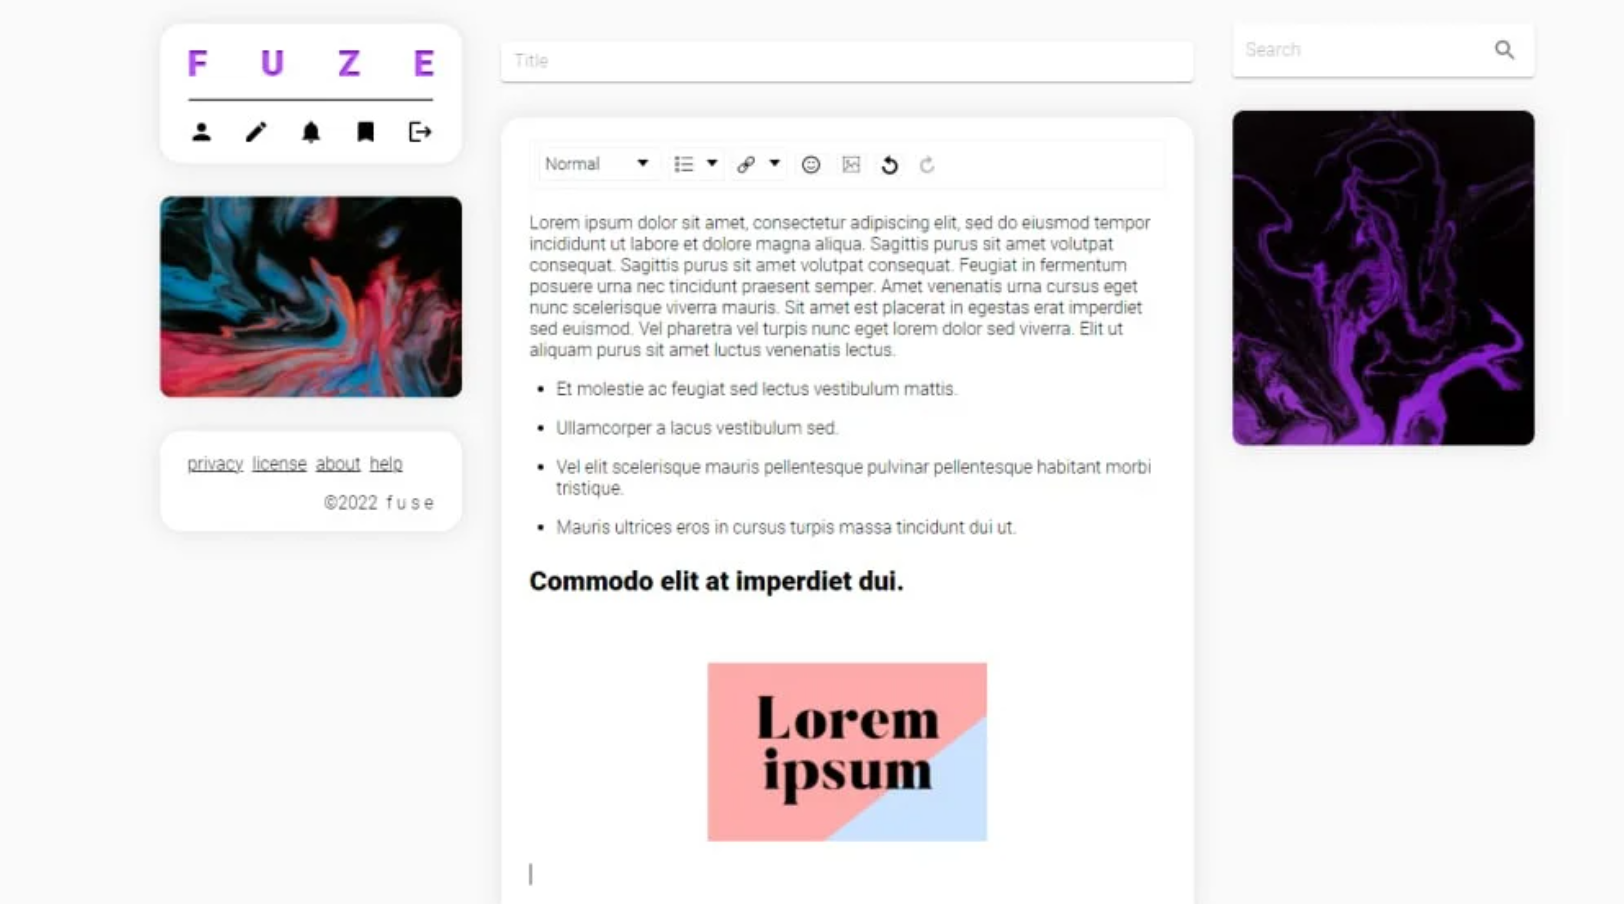 F U Z E
privacy license about help
©2022 f u s e
Title
Normal
Lorem ipsum dolor sit amet, consectetur adipiscing elit, sed do eiusmod tempor
incididunt ut labore et dolore magna aliqua. Sagittis purus sit amet volutpat
consequat. Sagittis purus sit amet volutpat consequat. Feugiat in fermentum
posuere urna nec tincidunt praesent semper. Amet venenatis urna cursus eget
nunc scelerisque viverra mauris. Sit amet est placerat in egestas erat imperdiet
sed euismod. Vel pharetra vel turpis nunc eget lorem dolor sed viverra. Elit ut
aliquam purus sit amet luctus venenatis lectus.
• Et molestie ac feugiat sed lectus vestibulum mattis.
• Ullamcorper a lacus vestibulum sed.
• Vel elit scelerisque mauris pellentesque pulvinar pellentesque habitant morbi
tristique.
• Mauris ultrices eros in cursus turpis massa tincidunt dui ut.
Commodo elit at imperdiet dui.
Lorem
ipsum
Search